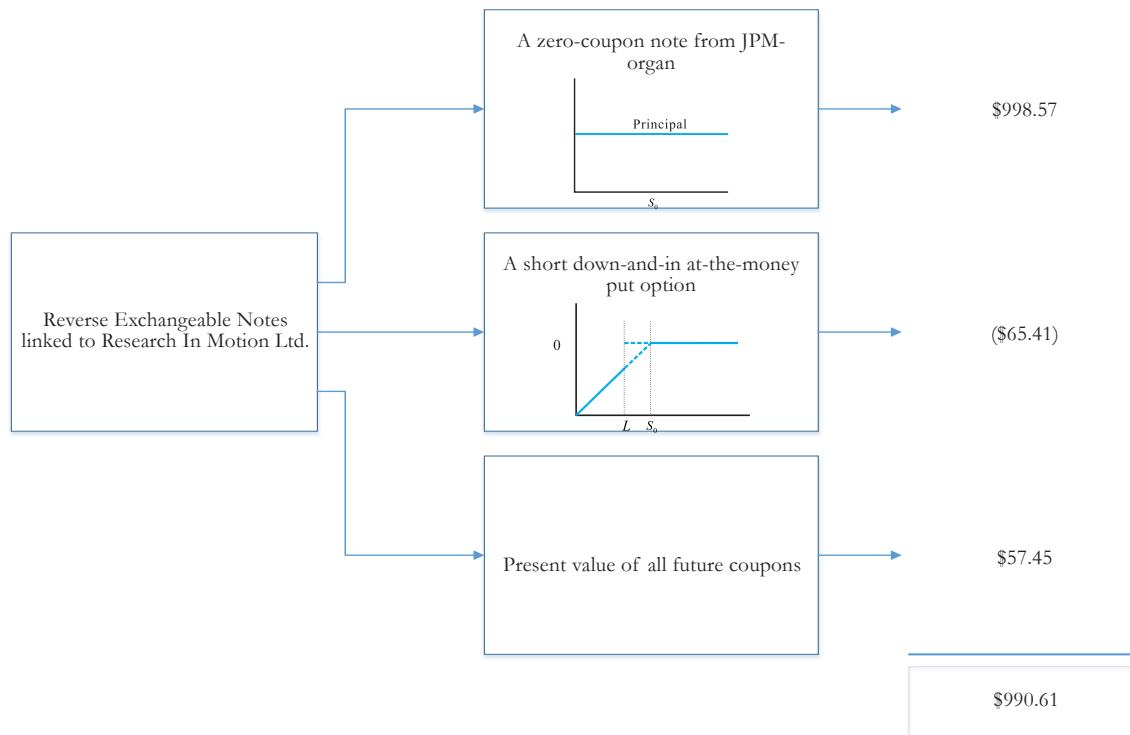 A zero-coupon note from JPM-
organ
Principal
S₀
$998.57
Reverse Exchangeable Notes
linked to Research In Motion Ltd.
A short down-and-in at-the-money
put option
0
L S₀
($65.41)
Present value of all future coupons
$57.45
$990.61